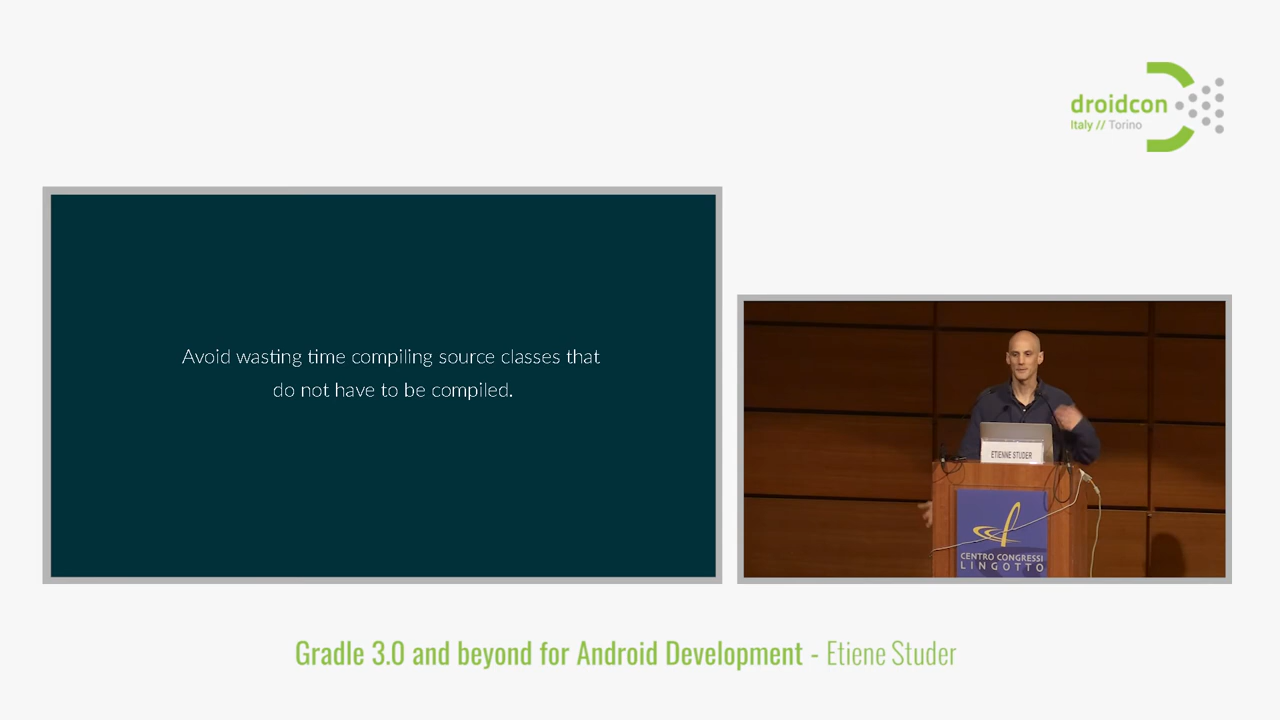 droidcon
Italy // Torino
Avoid wasting time compiling source classes that
do not have to be compiled.
ETIENNE STUDER
CENTRO CONGRESSI
LINGOTTO
Gradle 3.0 and beyond for Android Development - Etiene Studer